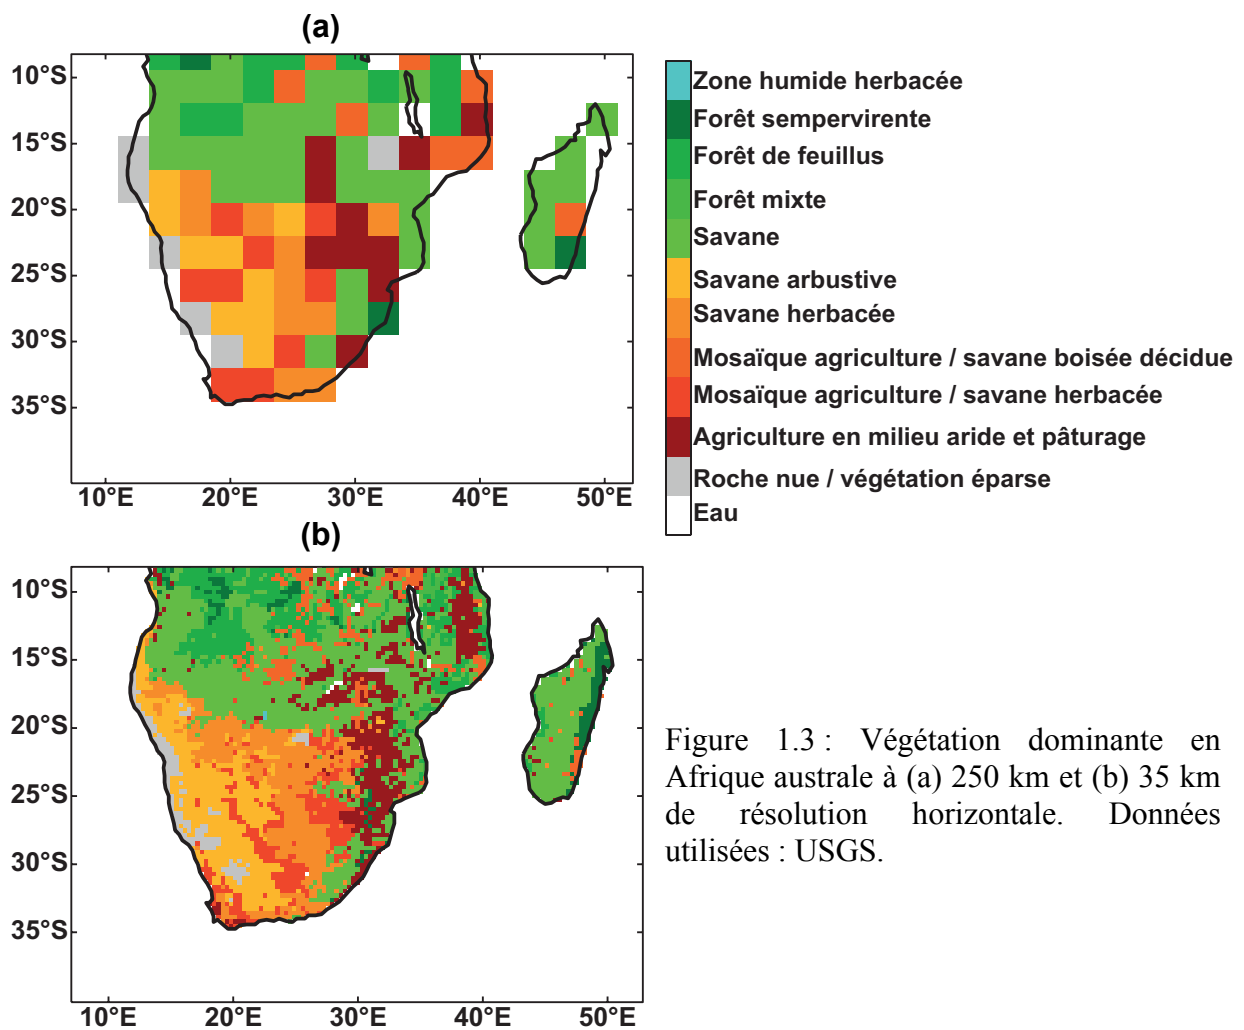 (a)
10°S
15°S
20°S
25°S
30°S
35°S
10°E 20°E 30°E 40°E 50°E
Zone humide herbacée
Forêt sempervirente
Forêt de feuillus
Forêt mixte
Savane
Savane arbustive
Savane herbacée
Mosaïque agriculture / savane boisée décidue
Mosaïque agriculture / savane herbacée
Agriculture en milieu aride et pâturage
Roche nue / végétation éparse
Eau
(b)
10°S
15°S
20°S
25°S
30°S
35°S
10°E 20°E 30°E 40°E 50°E
Figure 1.3 : Végétation dominante en
Afrique australe à (a) 250 km et (b) 35 km
de résolution horizontale. Données
utilisées : USGS.